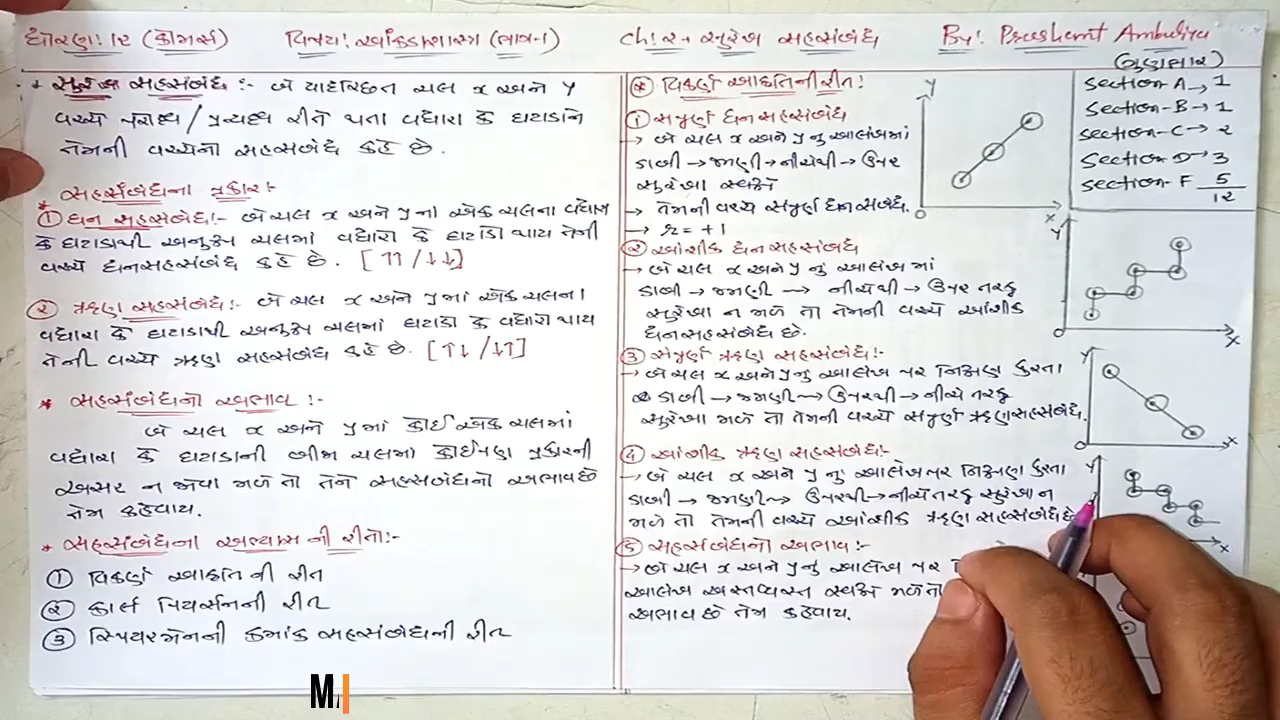 ધોરણ:- ૧૨ (કોમર્સ) વિષય:- આંકડાશાસ્ત્ર (ભાગ-૧) ch:૨→ સુરેખ સહસંબંધ By:- Prashant Ambaliya
(ગુણભાર)
* સુરેખ સહસંબંધ :- બે યાદચ્છિક ચલ x અને y
વચ્ચે પરોક્ષ/પ્રત્યક્ષ રીતે થતા વધારા કે ઘટાડાને
તેમની વચ્ચેનો સહસંબંધ કહે છે.
* સહસંબંધના પ્રકાર:-
① ધન સહસંબંધ:- બે ચલ x અને y ના એક ચલના વધારા
કે ઘટાડાથી અનુરૂપ ચલમાં વધારો કે ઘટાડો થાય તેની
વચ્ચે ધનસહસંબંધ કહે છે. [↑↑/↓↓]
② ઋણ સહસંબંધ:- બે ચલ x અને y માં એક ચલના
વધારા કે ઘટાડાથી અનુરૂપ ચલમાં ઘટાડો કે વધારો થાય
તેની વચ્ચે ઋણ સહસંબંધ કહે છે. [↑↓/↓↑]
* સહસંબંધનો અભાવ :-
બે ચલ x અને y માં કોઈ એક ચલમાં
વધારા કે ઘટાડાની બીજા ચલમાં કોઈપણ પ્રકારની
અસર ન જોવા મળે તો તેને સહસંબંધનો અભાવ છે
તેમ કહેવાય.
* સહસંબંધના અભ્યાસ ની રીતો:-
① વિકર્ણ આકૃતિ ની રીત
② કાર્લ પિયર્સનની રીત
③ સ્પિયરમેનની ક્રમાંક સહસંબંધની રીત
* વિકર્ણ આકૃતિની રીત:
① સંપૂર્ણ ધન સહસંબંધ
→ બે ચલ x અને y નું આલેખમાં
ડાબી → જમણી → નીચેથી → ઉપર
સુરેખા સ્વરૂપે
→ તેમની વચ્ચે સંપૂર્ણ ધન સહસંબંધ.
→ r = +1
② આંશીક ધન સહસંબંધ
→ બે ચલ x અને y નું આલેખ માં
ડાબી → જમણી → નીચેથી → ઉપર તરફ
સુરેખા ન મળે તો તેમની વચ્ચે આંશીક
ધનસહસંબંધ છે.
③ સંપૂર્ણ ઋણ સહસંબંધ:-
→ બે ચલ x અને y નું આલેખ પર નિરૂપણ કરતા
ડાબી → જમણી → ઉપરથી → નીચે તરફ
સુરેખા મળે તો તેમની વચ્ચે સંપૂર્ણ ઋણસહસંબંધ.
④ આંશીક ઋણ સહસંબંધ:-
→ બે ચલ x અને y નું આલેખ પર નિરૂપણ કરતા
ડાબી → જમણી → ઉપરથી → નીચે તરફ સુરેખા ન
મળે તો તેમની વચ્ચે આંશીક ઋણ સહસંબંધ છે
⑤ સહસંબંધનો અભાવ:-
→ બે ચલ x અને y નું આલેખ પર
આલેખ અસ્તવ્યસ્ત સ્વરૂપે મળે તો
અભાવ છે તેમ કહેવાય.
Section A → 1
Section-B → 1
Section-C → ૨
Section D → 3
Section-F 5
12
y
x
y
x
y
x
y
x
M